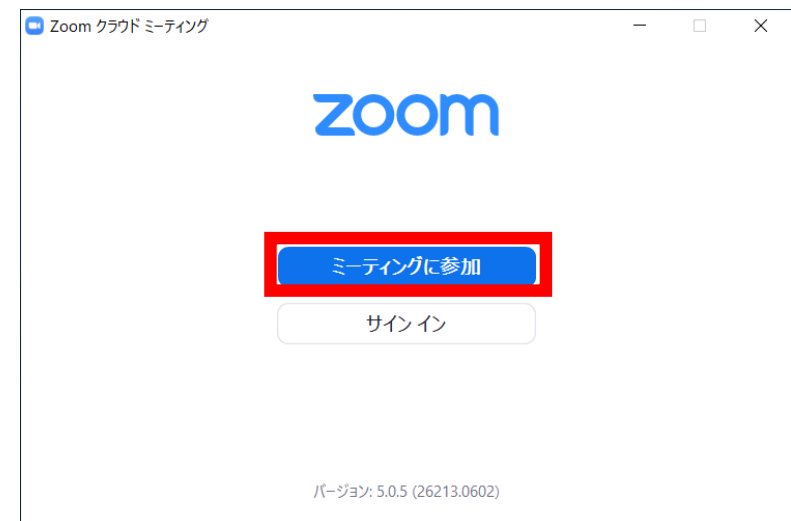 Zoom クラウド ミーティング
zoom
ミーティングに参加
サイン イン
バージョン: 5.0.5 (26213.0602)